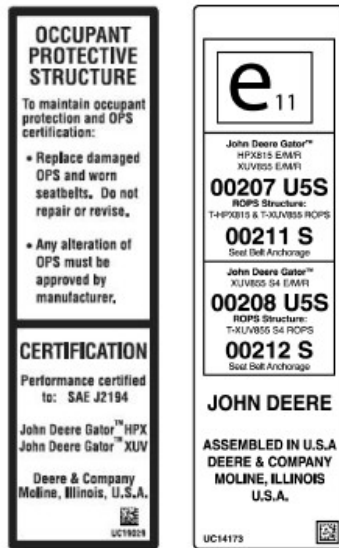 OCCUPANT
PROTECTIVE
STRUCTURE
To maintain occupant
protection and OPS
certification:
• Replace damaged
OPS and worn
seatbelts. Do not
repair or revise.
• Any alteration of
OPS must be
approved by
manufacturer.
CERTIFICATION
Performance certified
to: SAE J2194
John Deere Gator™HPX
John Deere Gator™XUV
Deere & Company
Moline, Illinois, U.S.A.
e11
John Deere Gator™
HPX815 E/M/R
XUV855 E/M/R
00207 U5S
ROPS Structure:
T-HPX815 & T-XUV855 ROPS
00211 S
Seat Belt Anchorage
John Deere Gator™
XUV855 S4 E/M/R
00208 U5S
ROPS Structure:
T-XUV855 S4 ROPS
00212 S
Seat Belt Anchorage
JOHN DEERE
ASSEMBLED IN U.S.A
DEERE & COMPANY
MOLINE, ILLINOIS
U.S.A.
UC14173